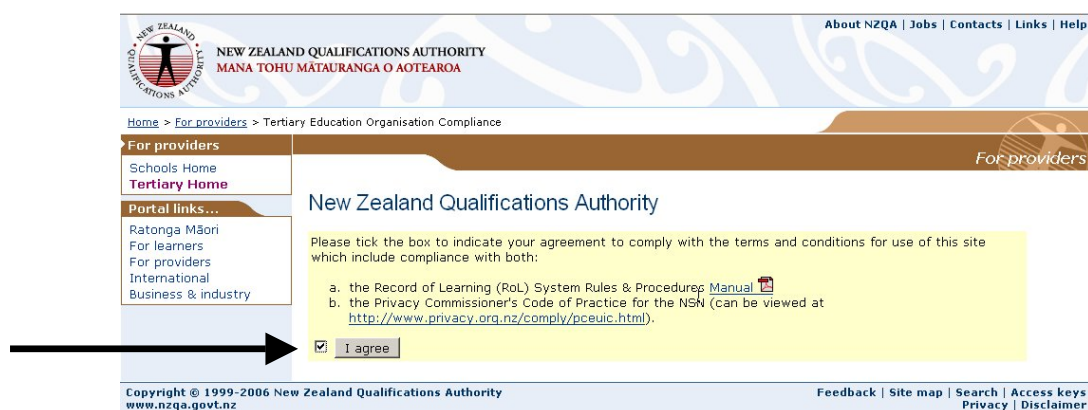 About NZQA | Jobs | Contacts | Links | Help
NEW ZEALAND QUALIFICATIONS AUTHORITY
NEW ZEALAND QUALIFICATIONS AUTHORITY
MANA TOHU MĀTAURANGA O AOTEAROA
Home > For providers > Tertiary Education Organisation Compliance
For providers
For providers
Schools Home
Tertiary Home
Portal links...
Ratonga Māori
For learners
For providers
International
Business & industry
New Zealand Qualifications Authority
Please tick the box to indicate your agreement to comply with the terms and conditions for use of this site
which include compliance with both:
a. the Record of Learning (RoL) System Rules & Procedures Manual
b. the Privacy Commissioner's Code of Practice for the NSN (can be viewed at
http://www.privacy.org.nz/comply/pceuic.html).
I agree
Copyright © 1999-2006 New Zealand Qualifications Authority
www.nzqa.govt.nz
Feedback | Site map | Search | Access keys
Privacy | Disclaimer